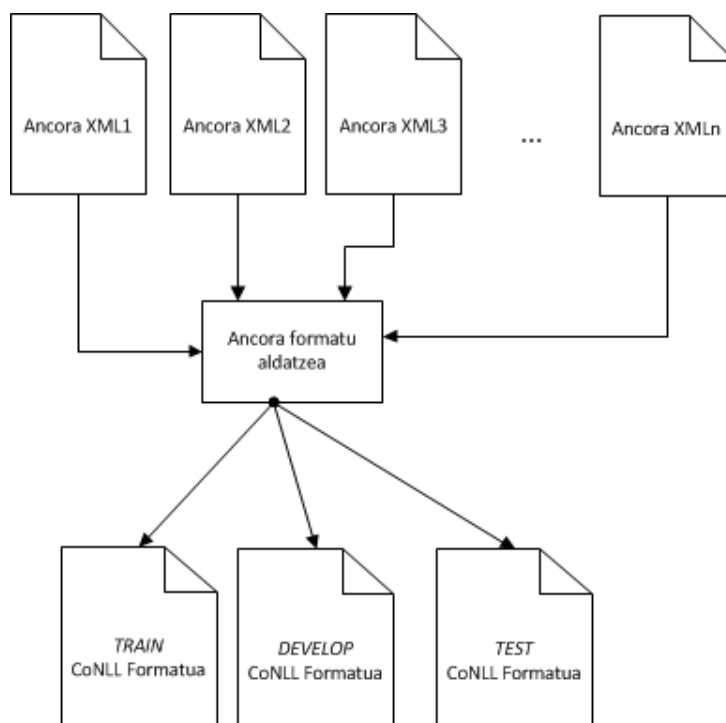 Ancora XML1
Ancora XML2
Ancora XML3
...
Ancora XMLn
Ancora formatu
aldatzea
TRAIN
CoNLL Formatua
DEVELOP
CoNLL Formatua
TEST
CoNLL Formatua